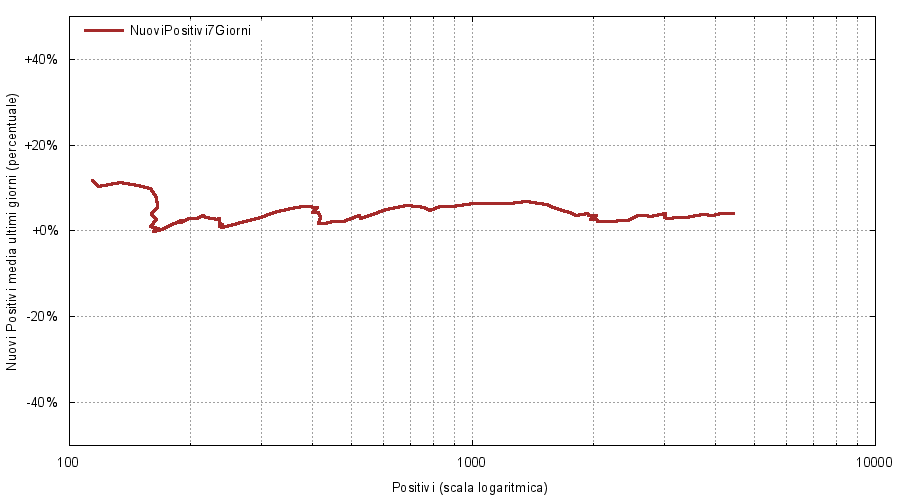 NuoviPositivi7Giorni
+40%
+20%
+0%
-20%
-40%
Nuovi Positivi media ultimi giorni (percentuale)
100
1000
10000
Positivi (scala logaritmica)